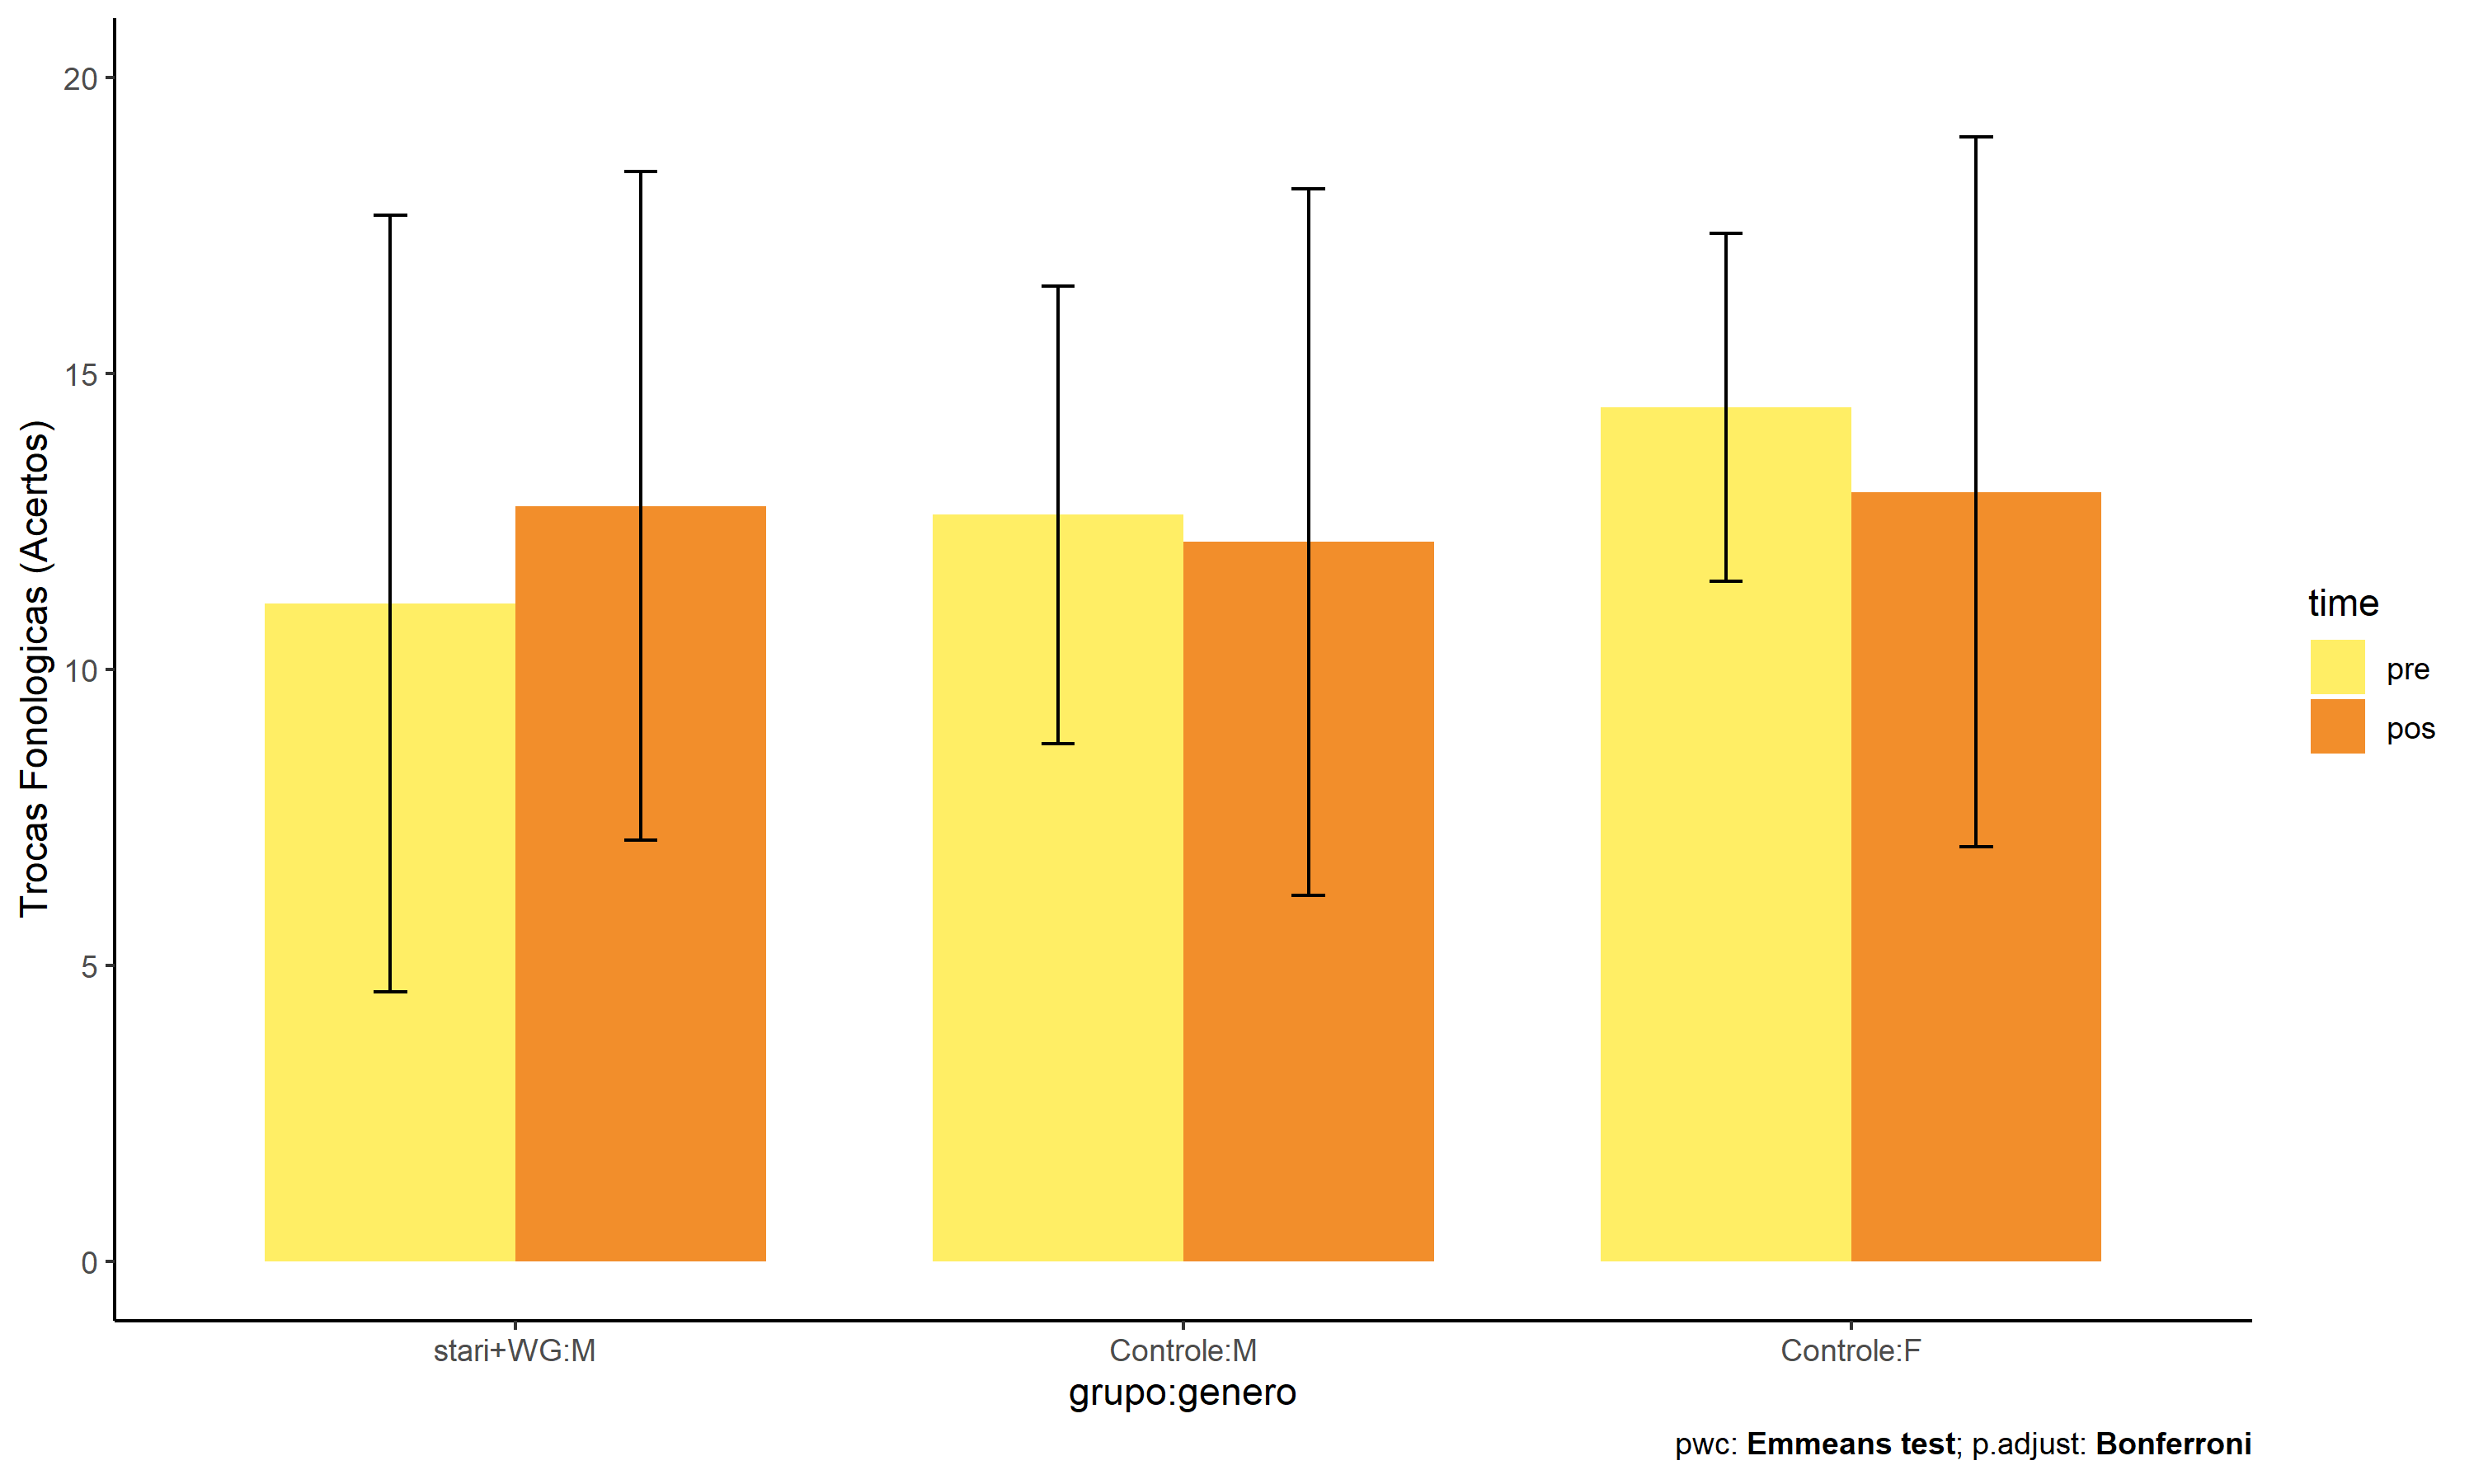 20
15
10
5
0
Trocas Fonologicas (Acertos)
stari+WG:M
Controle:M
Controle:F
grupo:genero
time
pre
pos
pwc: Emmeans test; p.adjust: Bonferroni